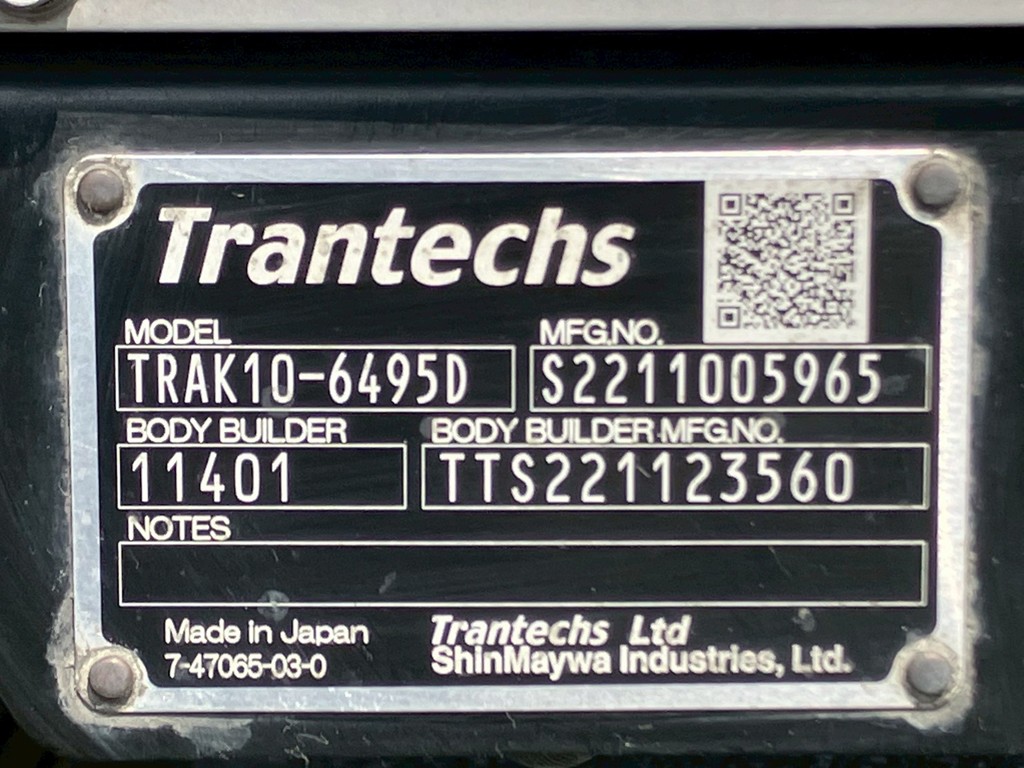 Trantechs
MODEL MFG.NO.
TRAK10-6495D S2211005965
BODY BUILDER BODY BUILDER MFG.NO.
11401 TTS221123560
NOTES
Made in Japan Trantechs Ltd
7-47065-03-0 ShinMaywa Industries, Ltd.